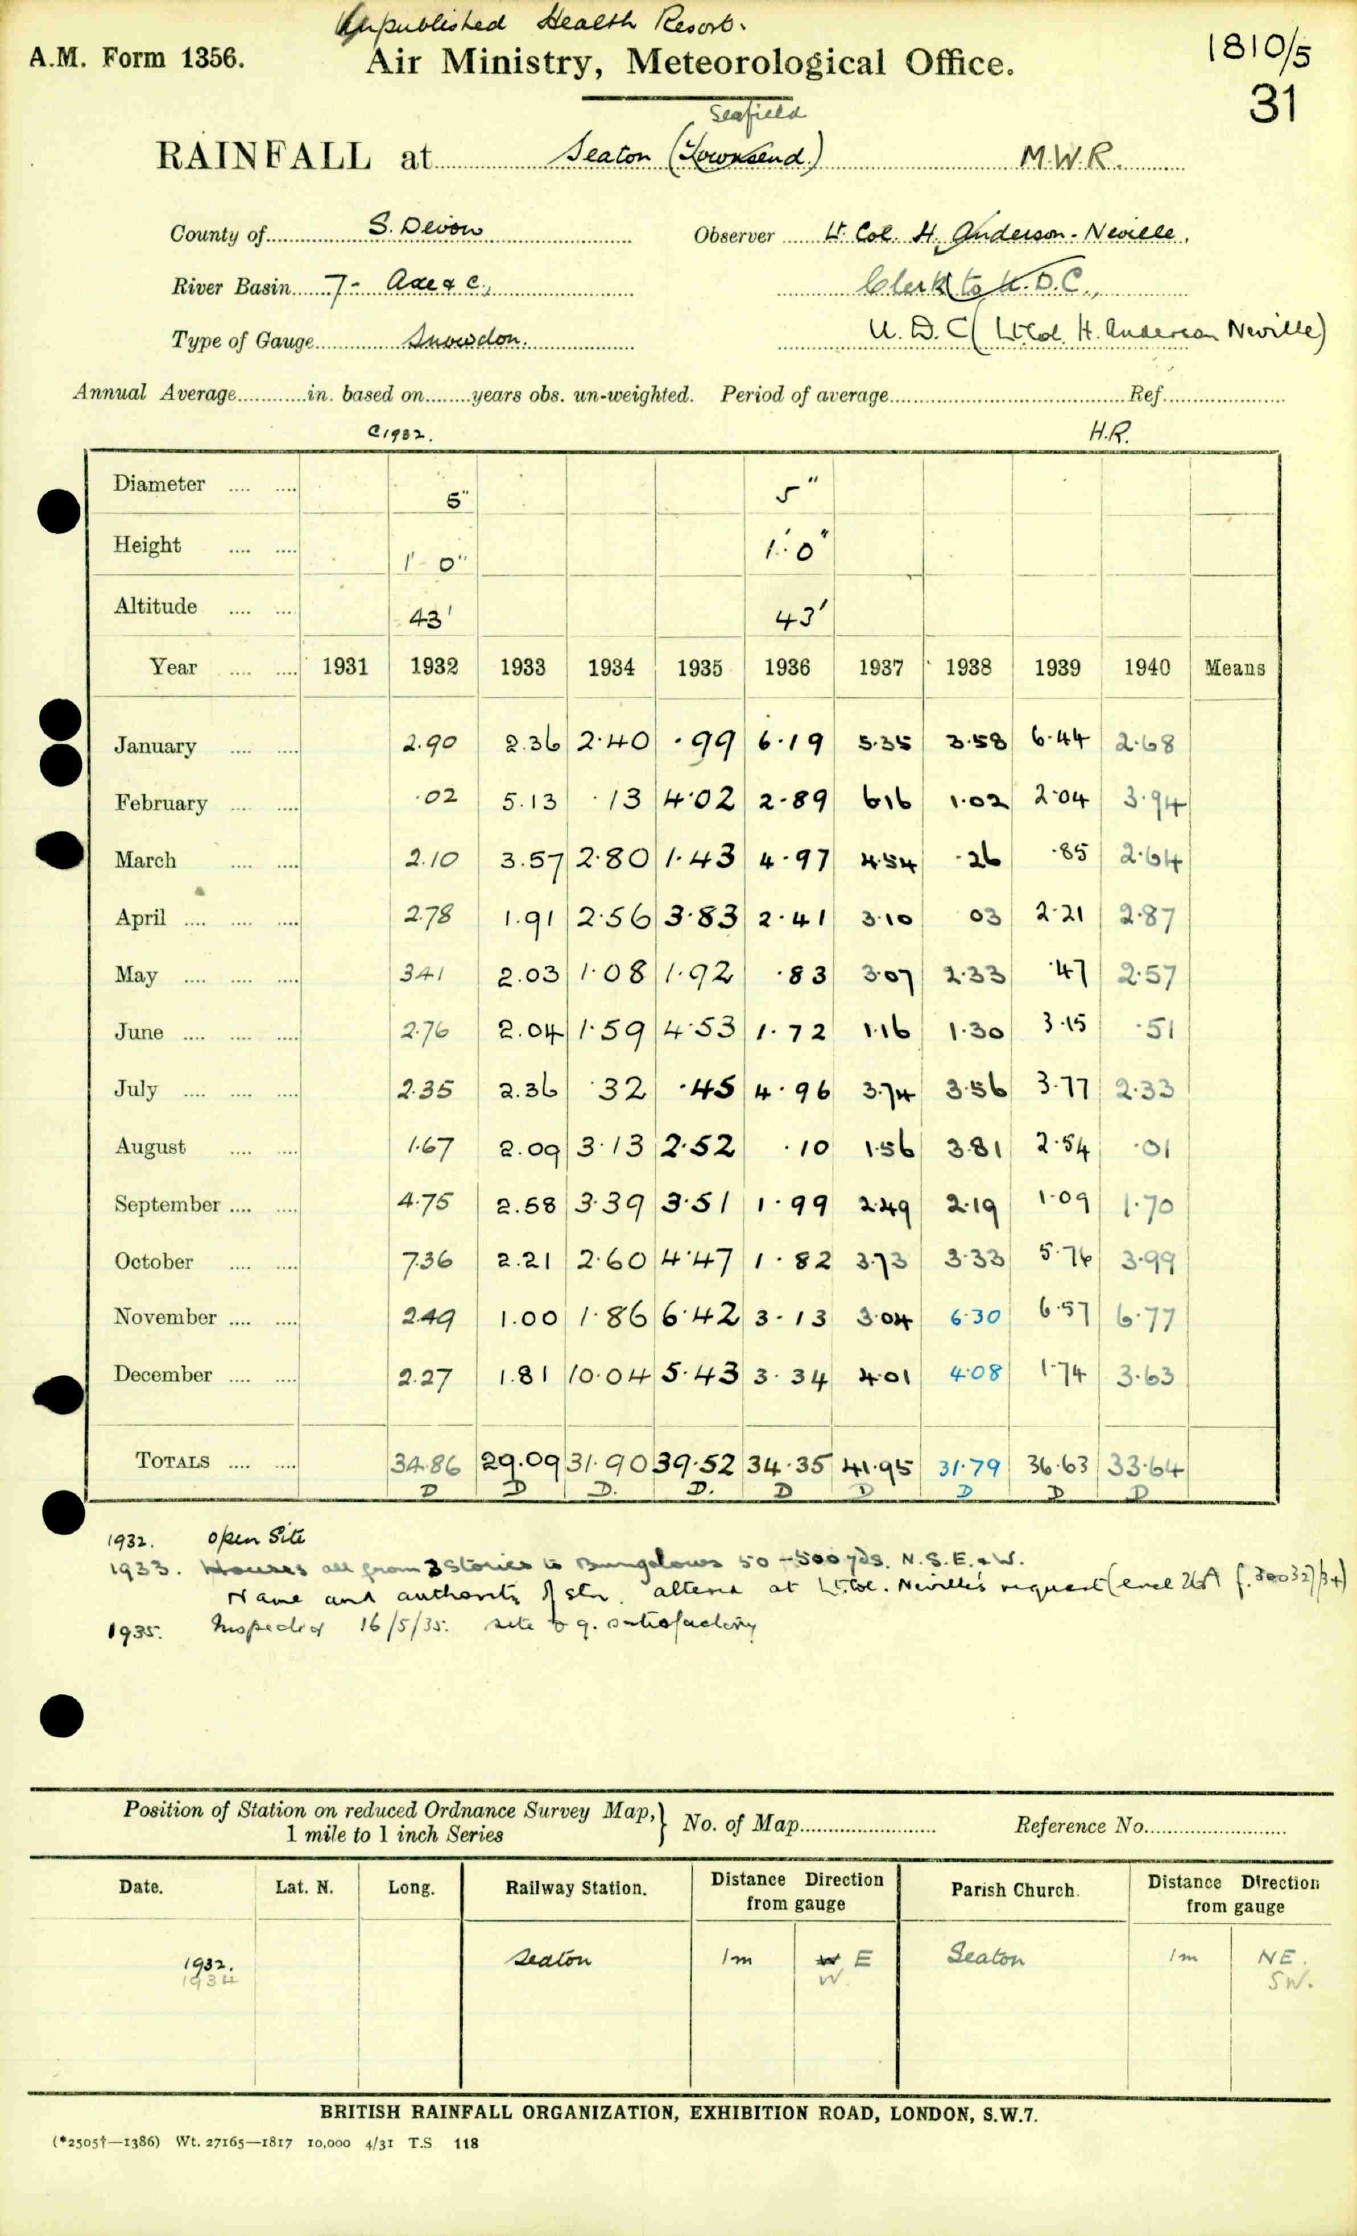 Unpublished Health Resort.
A.M. Form 1356.
Air Ministry, Meteorological Office.
1810/5
31
Seafield
RAINFALL at Seaton (Townsend.) M.W.R.
County of S. Devon Observer Lt. Col. H. Anderson-Neville.
River Basin 7- Axe & c., Clerk to U.D.C.,
Type of Gauge Snowdon. U.D.C (Lt.Col. H. Anderson Neville)
Annual Average in. based on years obs. un-weighted. Period of average Ref.
C1932. H.R.
Diameter 5" 5"
Height 1'-0" 1'.0"
Altitude 43' 43'
Year 1931 1932 1933 1934 1935 1936 1937 1938 1939 1940 Means
January 2.90 2.36 2.40 .99 6.19 5.35 3.58 6.44 2.68
February .02 5.13 .13 4.02 2.89 6.16 1.02 2.04 3.94
March 2.10 3.57 2.80 1.43 4.97 4.54 .26 .85 2.64
April 2.78 1.91 2.56 3.83 2.41 3.10 03 2.21 2.87
May 3.41 2.03 1.08 1.92 .83 3.07 2.33 .47 2.57
June 2.76 2.04 1.59 4.53 1.72 1.16 1.30 3.15 .51
July 2.35 2.36 .32 .45 4.96 3.74 3.56 3.77 2.33
August 1.67 2.09 3.13 2.52 .10 1.56 3.81 2.54 .01
September 4.75 2.58 3.39 3.51 1.99 2.49 2.19 1.09 1.70
October 7.36 2.21 2.60 4.47 1.82 3.73 3.33 5.76 3.99
November 2.49 1.00 1.86 6.42 3.13 3.04 6.30 6.57 6.77
December 2.27 1.81 10.04 5.43 3.34 4.01 4.08 1.74 3.63
TOTALS 34.86 29.09 31.90 39.52 34.35 41.95 31.79 36.63 33.64
D D D. D. D D D D D
1932. Open Site
1933. Houses all from 3 Stories to Bungalows 50-500 yds. N.S.E. & W.
Name and authority of stn. altered at Lt.Col. Neville's request
1935. Inspected 16/5/35. site & g. satisfactory
Position of Station on reduced Ordnance Survey Map, 1 mile to 1 inch Series } No. of Map Reference No.
Date. Lat. N. Long. Railway Station. Distance Direction from gauge Parish Church. Distance Direction from gauge
1932. Seaton 1m W E Seaton 1m NE.
1934 W. SW.
BRITISH RAINFALL ORGANIZATION, EXHIBITION ROAD, LONDON, S.W.7.
(*2505†—1386) Wt. 27165—1817 10,000 4/31 T.S 118